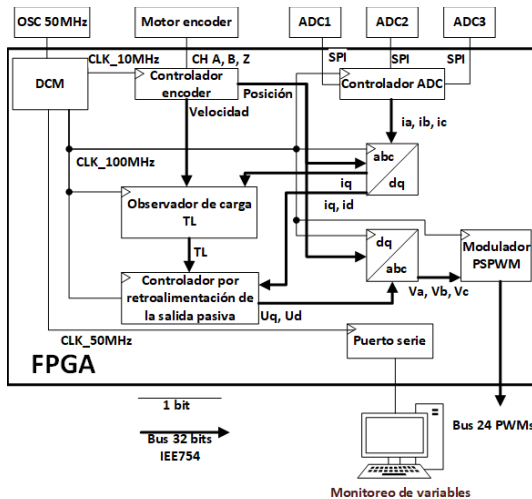 OSC 50MHz
Motor encoder
ADC1
ADC2
ADC3
CLK_10MHz
CH A, B, Z
SPI
SPI
SPI
DCM
Controlador
encoder
Posición
Controlador ADC
Velocidad
ia, ib, ic
CLK_100MHz
abc
dq
iq
Observador de carga
TL
iq, id
TL
dq
abc
Modulador
PSPWM
Controlador por
retroalimentación de
la salida pasiva
Uq, Ud
Va, Vb, Vc
CLK_50MHz
Puerto serie
FPGA
1 bit
Bus 32 bits
IEE754
Bus 24 PWMs
Monitoreo de variables